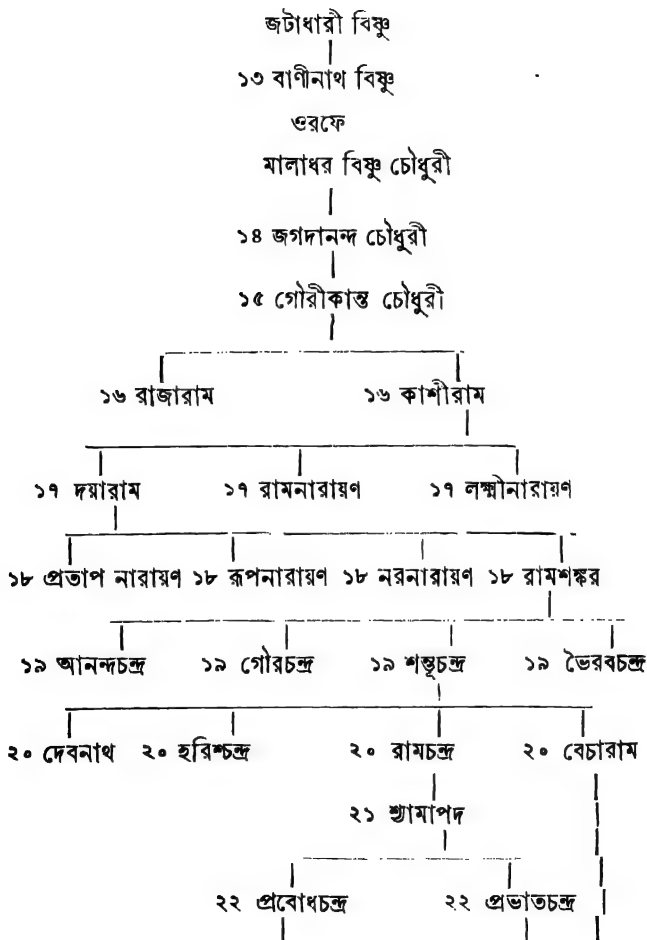 জটাধারী বিষ্ণু
১৩ বাণীনাথ বিষ্ণু
ওরফে
মালাধর বিষ্ণু চৌধুরী
১৪ জগদানন্দ চৌধুরী
১৫ গৌরীকান্ত চৌধুরী
১৬ রাজারাম ১৬ কাশীরাম
১৭ দয়ারাম ১৭ রামনারায়ণ ১৭ লক্ষ্মীনারায়ণ
১৮ প্রতাপ নারায়ণ ১৮ রূপনারায়ণ ১৮ নরনারায়ণ ১৮ রামশঙ্কর
১৯ আনন্দচন্দ্র ১৯ গৌরচন্দ্র ১৯ শম্ভূচন্দ্র ১৯ ভৈরবচন্দ্র
২০ দেবনাথ ২০ হরিশ্চন্দ্র ২০ রামচন্দ্র ২০ বেচারাম
২১ শ্যামাপদ
২২ প্রবোধচন্দ্র ২২ প্রভাতচন্দ্র